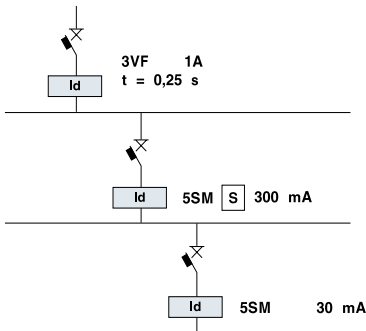 3VF 1A
Id t = 0,25 s
Id 5SM S 300 mA
Id 5SM 30 mA